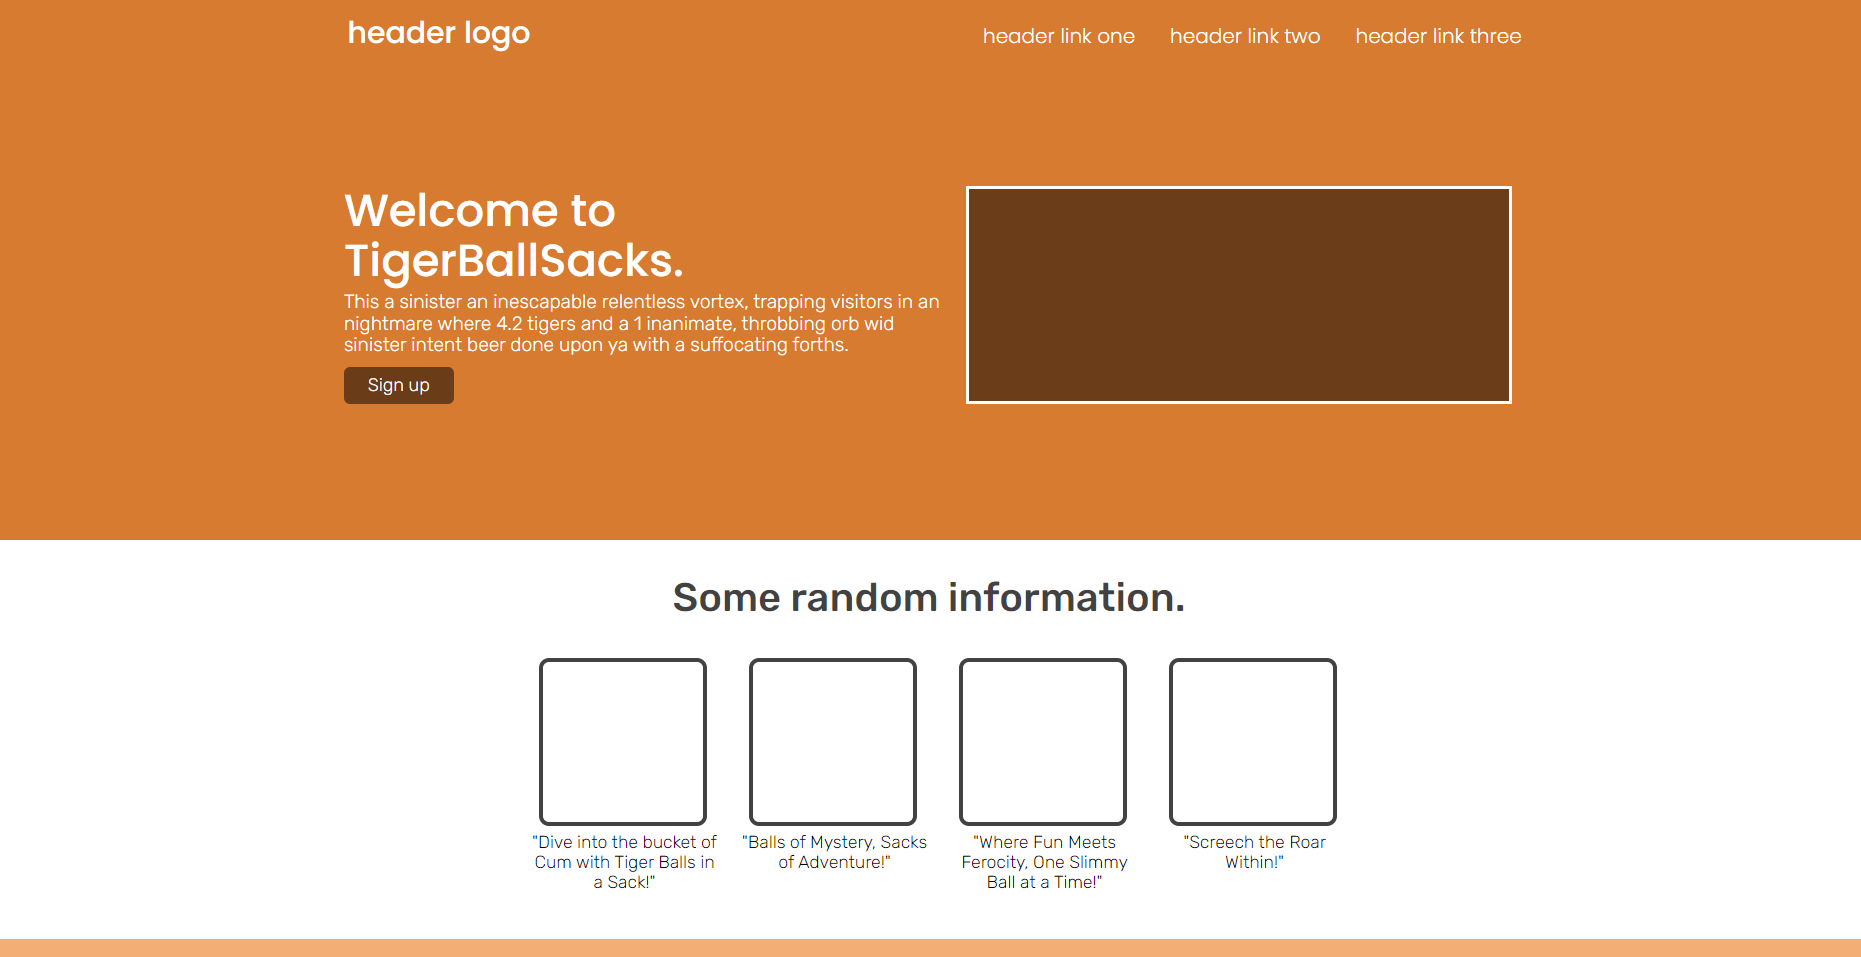 header logo
header link one
header link two
header link three
Welcome to
TigerBallSacks.
This a sinister an inescapable relentless vortex, trapping visitors in an
nightmare where 4.2 tigers and a 1 inanimate, throbbing orb wid
sinister intent beer done upon ya with a suffocating forths.
Sign up
Some random information.
"Dive into the bucket of
Cum with Tiger Balls in
a Sack!"
"Balls of Mystery, Sacks
of Adventure!"
"Where Fun Meets
Ferocity, One Slimmy
Ball at a Time!"
"Screech the Roar
Within!"